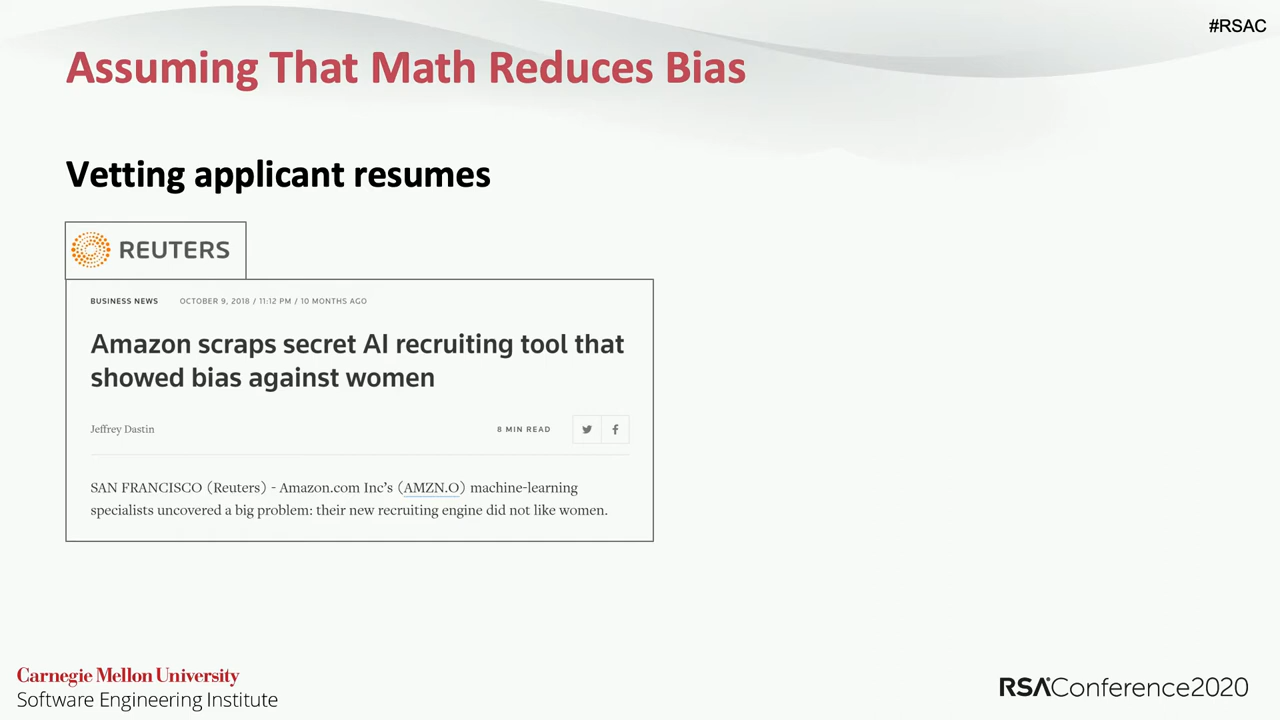 #RSAC
Assuming That Math Reduces Bias
Vetting applicant resumes
REUTERS
BUSINESS NEWS OCTOBER 9, 2018 / 11:12 PM / 10 MONTHS AGO
Amazon scraps secret AI recruiting tool that
showed bias against women
Jeffrey Dastin 8 MIN READ
SAN FRANCISCO (Reuters) - Amazon.com Inc’s (AMZN.O) machine-learning
specialists uncovered a big problem: their new recruiting engine did not like women.
Carnegie Mellon University
Software Engineering Institute
RSAConference2020